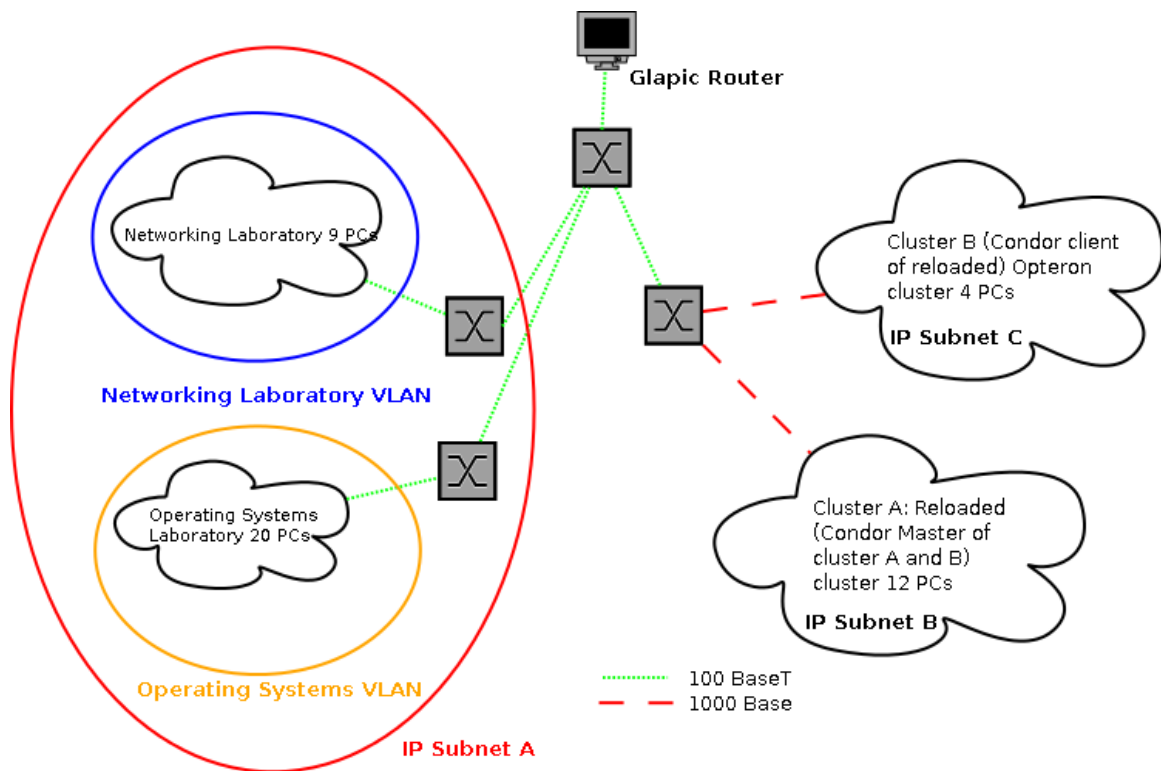 Glapic Router
Networking Laboratory 9 PCs
Cluster B (Condor client
of reloaded) Opteron
cluster 4 PCs
IP Subnet C
Networking Laboratory VLAN
Operating Systems
Laboratory 20 PCs
Cluster A: Reloaded
(Condor Master of
cluster A and B)
cluster 12 PCs
IP Subnet B
Operating Systems VLAN
100 BaseT
1000 Base
IP Subnet A